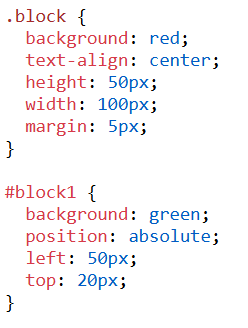 .block {
  background: red;
  text-align: center;
  height: 50px;
  width: 100px;
  margin: 5px;
}

#block1 {
  background: green;
  position: absolute;
  left: 50px;
  top: 20px;
}